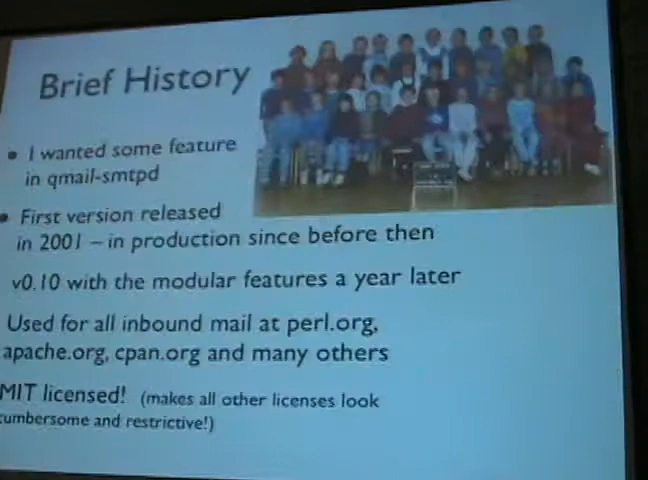 Brief History
• I wanted some feature
in qmail-smtpd
• First version released
in 2001 – in production since before then
v0.10 with the modular features a year later
Used for all inbound mail at perl.org,
apache.org, cpan.org and many others
MIT licensed! (makes all other licenses look
cumbersome and restrictive!)